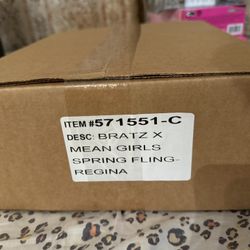 ITEM #571551-C
DESC: BRATZ X
MEAN GIRLS
SPRING FLING-
REGINA